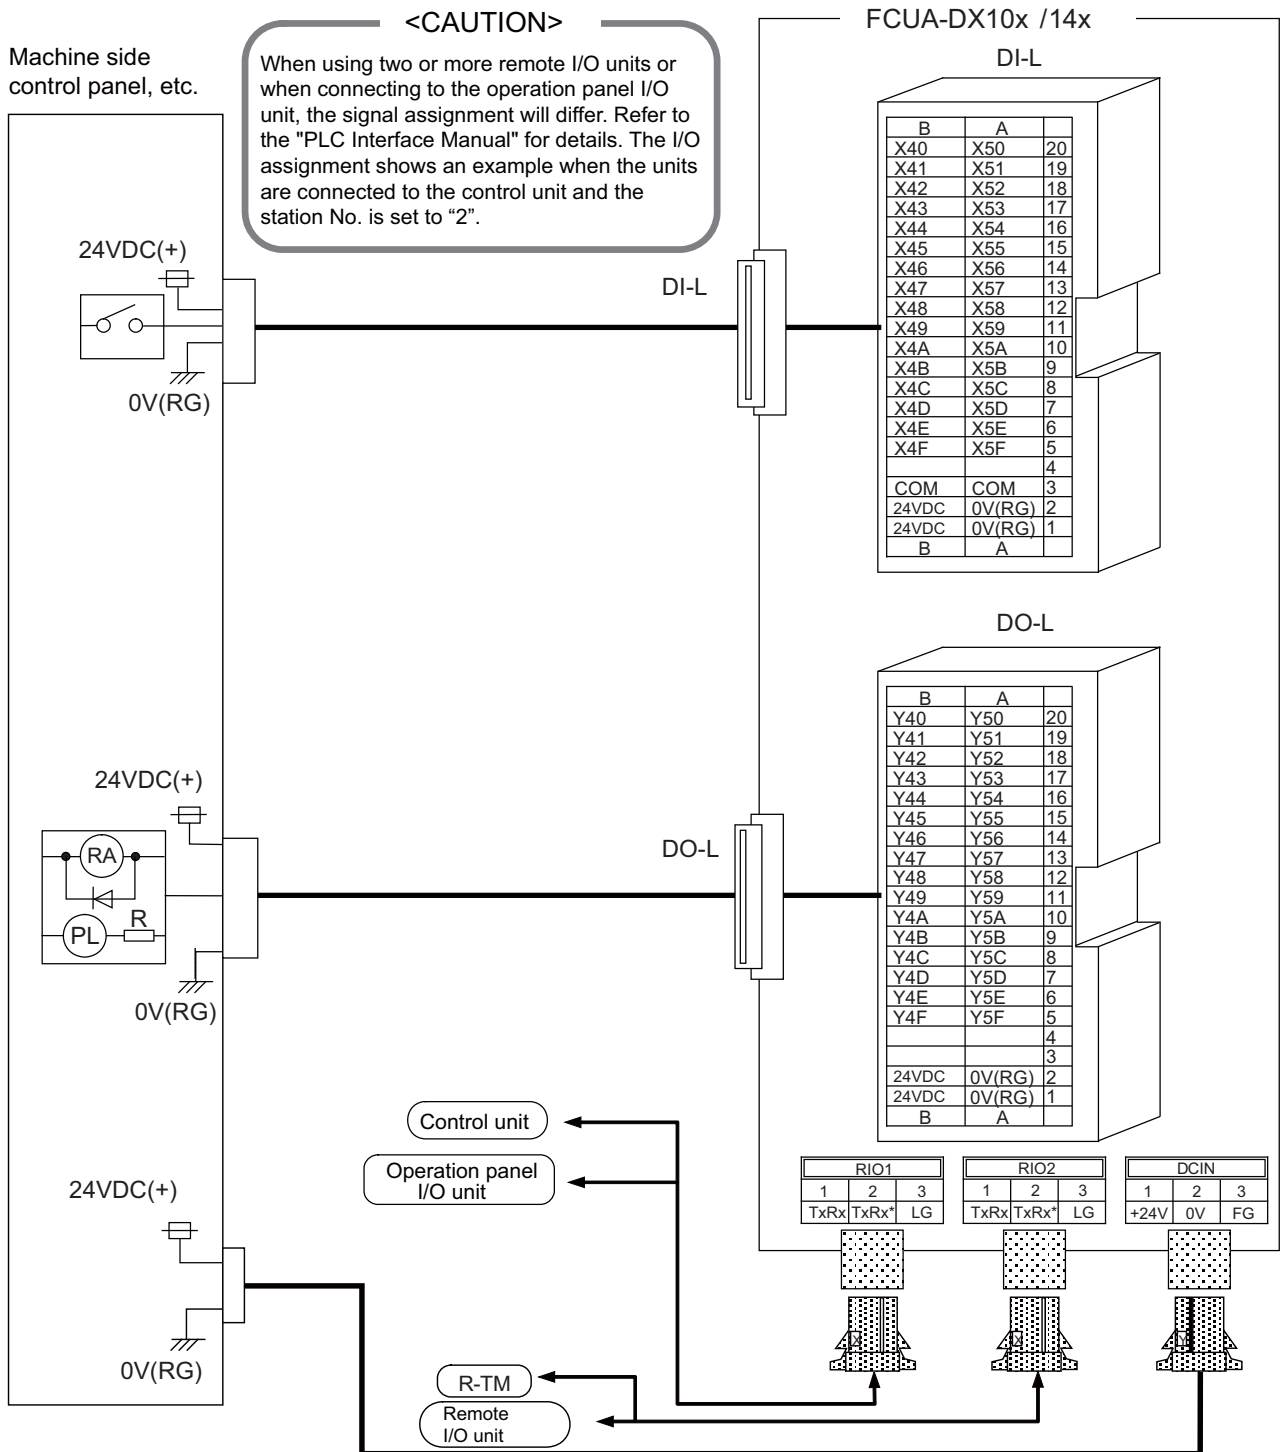 <CAUTION>
When using two or more remote I/O units or
when connecting to the operation panel I/O
unit, the signal assignment will differ. Refer to
the "PLC Interface Manual" for details. The I/O
assignment shows an example when the units
are connected to the control unit and the
station No. is set to “2”.
Machine side
control panel, etc.
FCUA-DX10x /14x
24VDC(+)
0V(RG)
DI-L
DI-L
B A
X40 X50 20
X41 X51 19
X42 X52 18
X43 X53 17
X44 X54 16
X45 X55 15
X46 X56 14
X47 X57 13
X48 X58 12
X49 X59 11
X4A X5A 10
X4B X5B 9
X4C X5C 8
X4D X5D 7
X4E X5E 6
X4F X5F 5
4
COM COM 3
24VDC 0V(RG) 2
24VDC 0V(RG) 1
B A
24VDC(+)
RA
PL R
0V(RG)
DO-L
DO-L
B A
Y40 Y50 20
Y41 Y51 19
Y42 Y52 18
Y43 Y53 17
Y44 Y54 16
Y45 Y55 15
Y46 Y56 14
Y47 Y57 13
Y48 Y58 12
Y49 Y59 11
Y4A Y5A 10
Y4B Y5B 9
Y4C Y5C 8
Y4D Y5D 7
Y4E Y5E 6
Y4F Y5F 5
4
3
24VDC 0V(RG) 2
24VDC 0V(RG) 1
B A
Control unit
Operation panel
I/O unit
24VDC(+)
0V(RG)
RIO1
1 2 3
TxRx TxRx* LG
RIO2
1 2 3
TxRx TxRx* LG
DCIN
1 2 3
+24V 0V FG
X
X
Y
R-TM
Remote
I/O unit